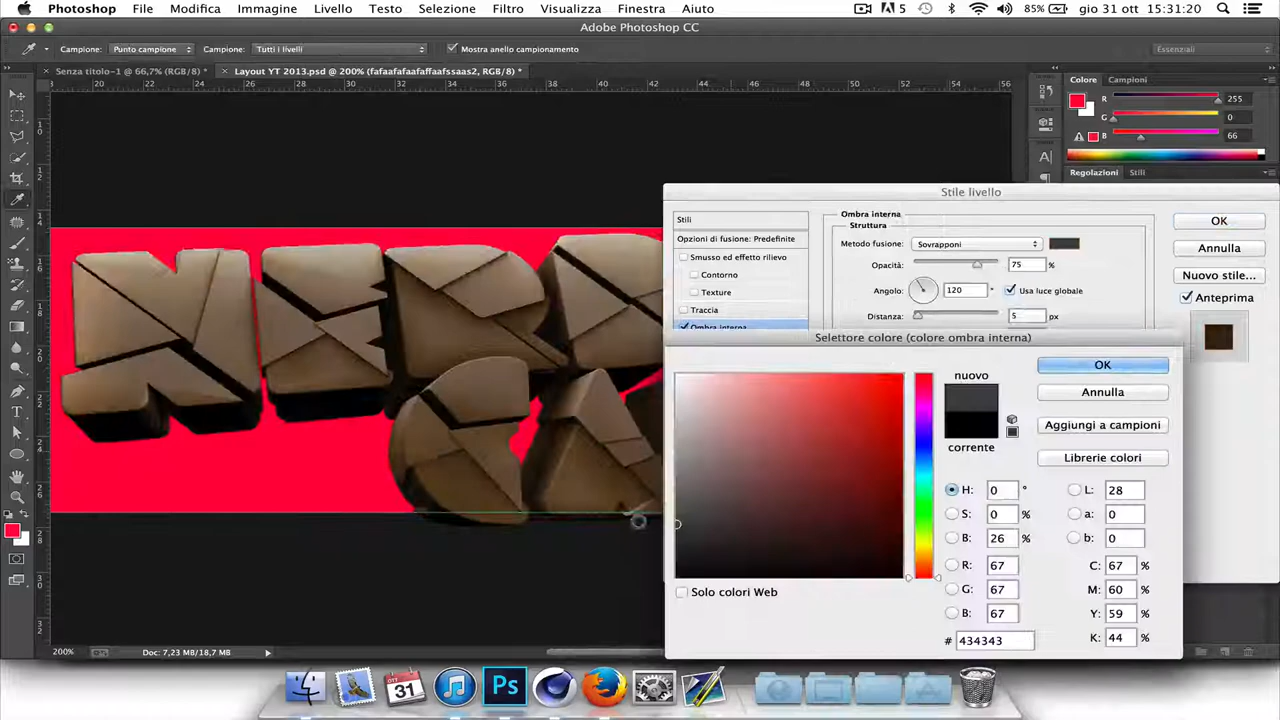 Photoshop File Modifica Immagine Livello Testo Selezione Filtro Visualizza Finestra Aiuto 5 85% gio 31 ott 15:31:20
Adobe Photoshop CC
Campione: Punto campione Campione: Tutti i livelli Mostra anello campionamento Essenziali
Senza titolo-1 @ 66,7% (RGB/8) * Layout YT 2013.psd @ 200% (fafaafafaafaffaafssaas2, RGB/8) *
Colore Campioni
R 255
G 0
B 66
Regolazioni Stili
Stile livello
Stili
Opzioni di fusione: Predefinite
Smusso ed effetto rilievo
Contorno
Texture
Traccia
Ombra interna
Ombra interna
Struttura
Metodo fusione: Sovrapponi
Opacità: 75 %
Angolo: 120 ° Usa luce globale
Distanza: 5 px
OK
Annulla
Nuovo stile...
Anteprima
Selettore colore (colore ombra interna)
nuovo
corrente
OK
Annulla
Aggiungi a campioni
Librerie colori
H: 0 ° L: 28
S: 0 % a: 0
B: 26 % b: 0
R: 67 C: 67 %
G: 67 M: 60 %
B: 67 Y: 59 %
# 434343 K: 44 %
Solo colori Web
200% Doc: 7,23 MB/18,7 MB
OTT
31
Ps